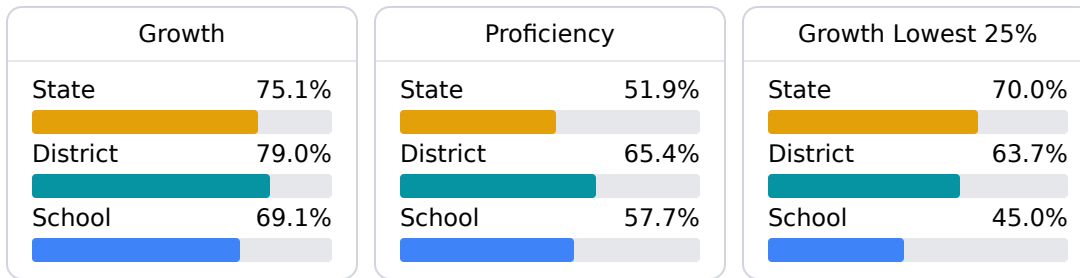 Growth
State 75.1%
District 79.0%
School 69.1%
Proficiency
State 51.9%
District 65.4%
School 57.7%
Growth Lowest 25%
State 70.0%
District 63.7%
School 45.0%